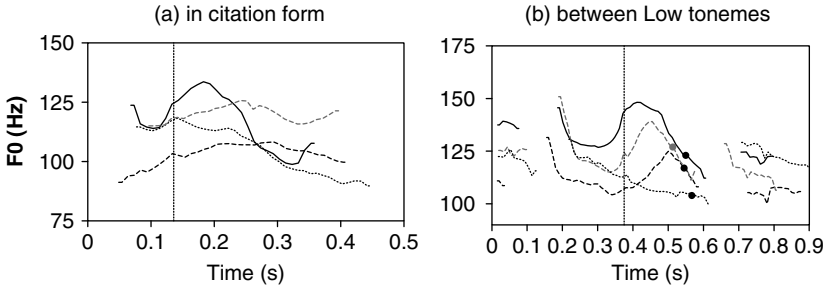 (a) in citation form
(b) between Low tonemes
F0 (Hz)
150
125
100
75
0 0.1 0.2 0.3 0.4 0.5
Time (s)
175
150
125
100
0 0.1 0.2 0.3 0.4 0.5 0.6 0.7 0.8 0.9
Time (s)